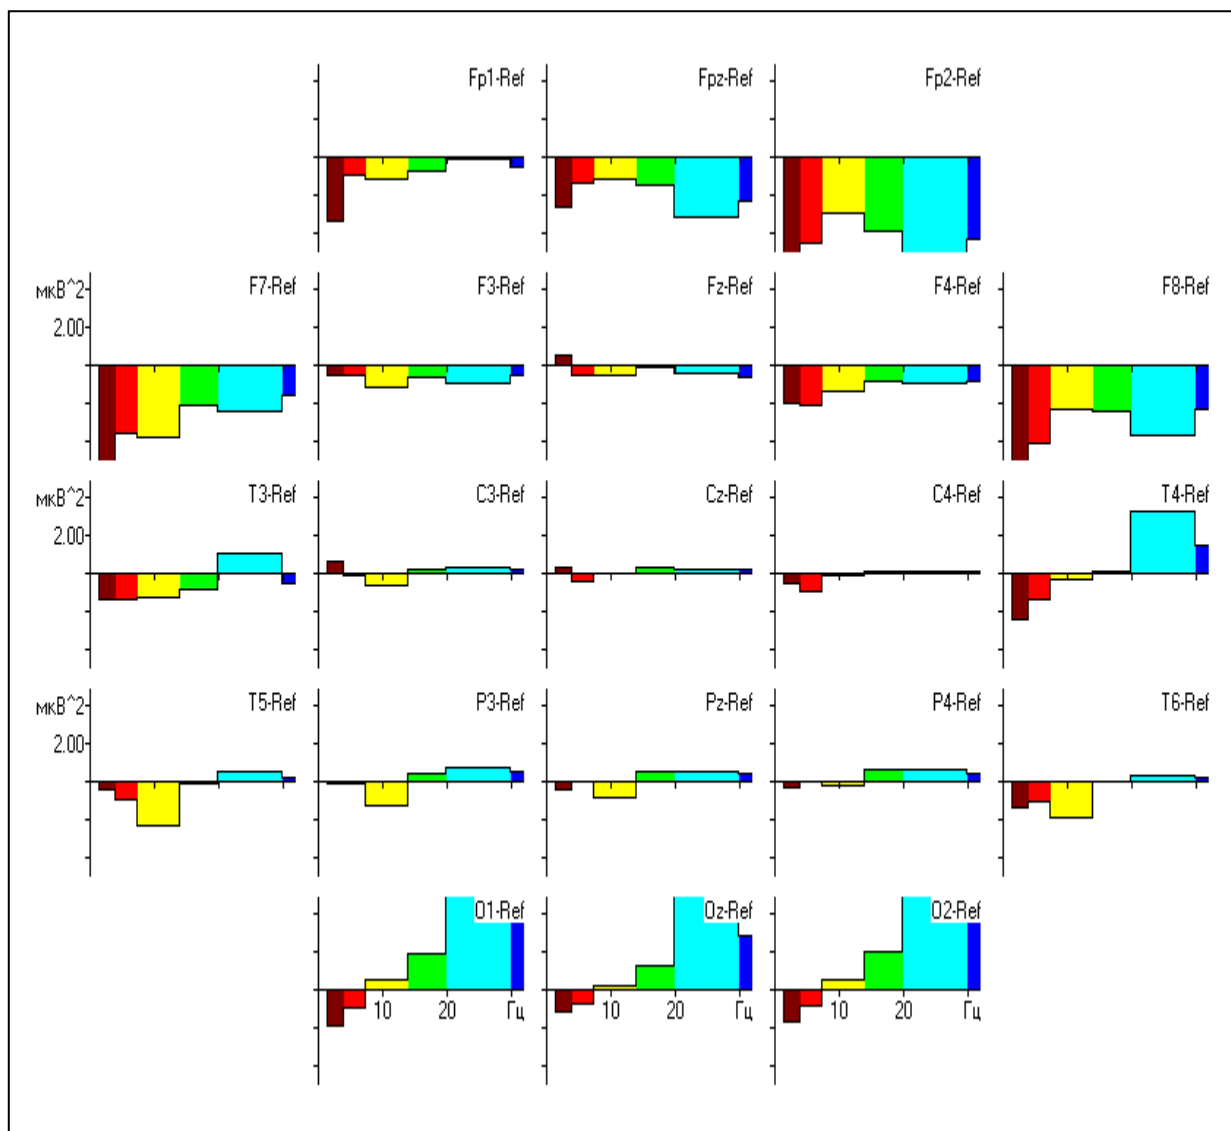 Fp1-Ref Fpz-Ref Fp2-Ref
мкВ^2 F7-Ref F3-Ref Fz-Ref F4-Ref F8-Ref
2.00
мкВ^2 T3-Ref C3-Ref Cz-Ref C4-Ref T4-Ref
2.00
мкВ^2 T5-Ref P3-Ref Pz-Ref P4-Ref T6-Ref
2.00
O1-Ref Oz-Ref O2-Ref
10 20 Гц 10 20 Гц 10 20 Гц